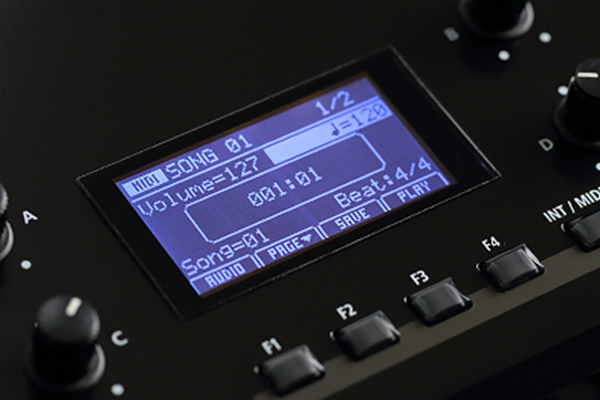 MIDI SONG 01 1/2
Volume=127 ♩=120
001:01
Song=01 Beat:4/4
AUDIO PAGE▼ SAVE PLAY
A
B
C
D
F1 F2 F3 F4
INT / MIDI